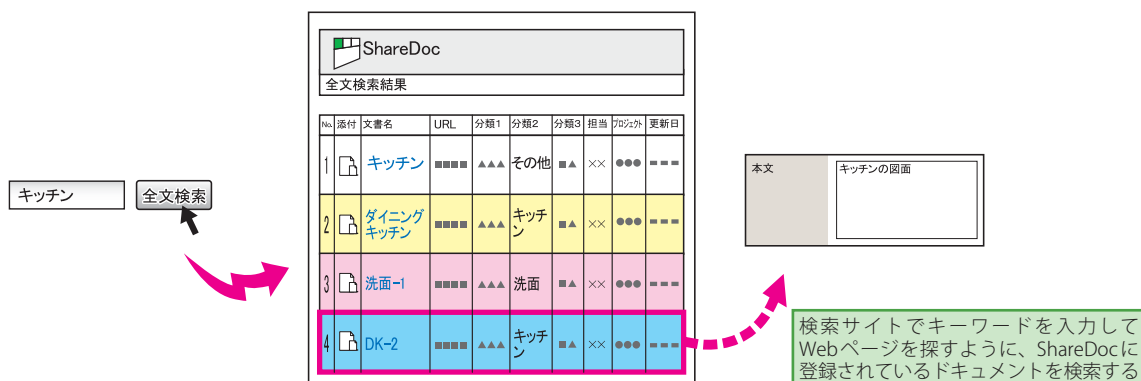 キッチン
全文検索
ShareDoc
全文検索結果
No. 添付 文書名 URL 分類1 分類2 分類3 担当 プロジェクト 更新日
1 キッチン ■■■■ ▲▲▲ その他 ■▲ ×× ●●● ■■■
2 ダイニング
キッチン ■■■■ ▲▲▲ キッチ
ン ■▲ ×× ●●● ■■■
3 洗面-1 ■■■■ ▲▲▲ 洗面 ■▲ ×× ●●● ■■■
4 DK-2 ■■■■ ▲▲▲ キッチ
ン ■▲ ×× ●●● ■■■
本文 キッチンの図面
検索サイトでキーワードを入力して
Webページを探すように、ShareDocに
登録されているドキュメントを検索する